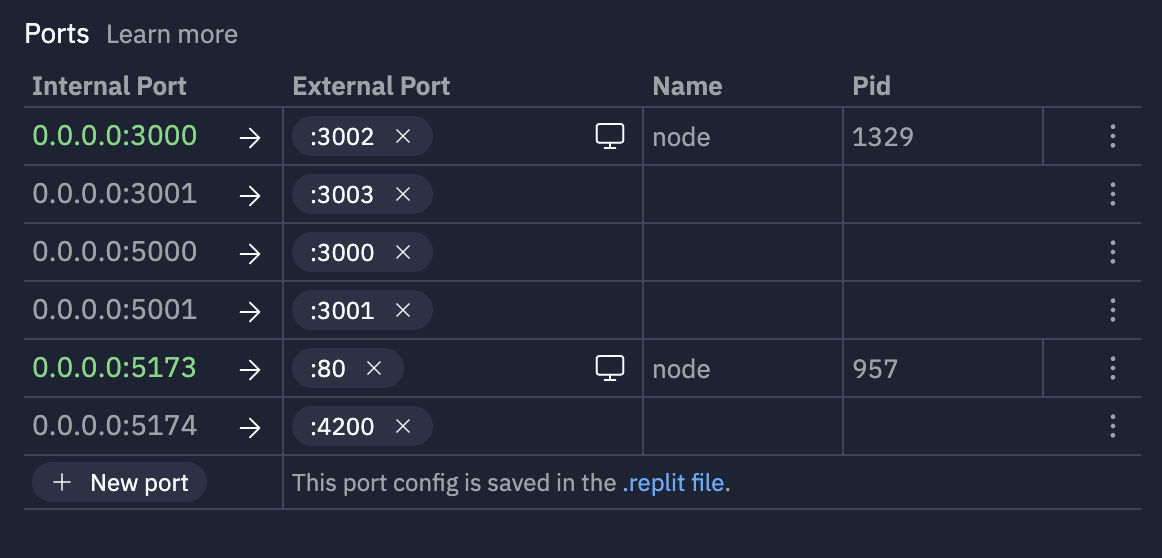 Ports Learn more
Internal Port External Port Name Pid
0.0.0.0:3000 → :3002 × node 1329
0.0.0.0:3001 → :3003 ×
0.0.0.0:5000 → :3000 ×
0.0.0.0:5001 → :3001 ×
0.0.0.0:5173 → :80 × node 957
0.0.0.0:5174 → :4200 ×
+ New port This port config is saved in the .replit file.